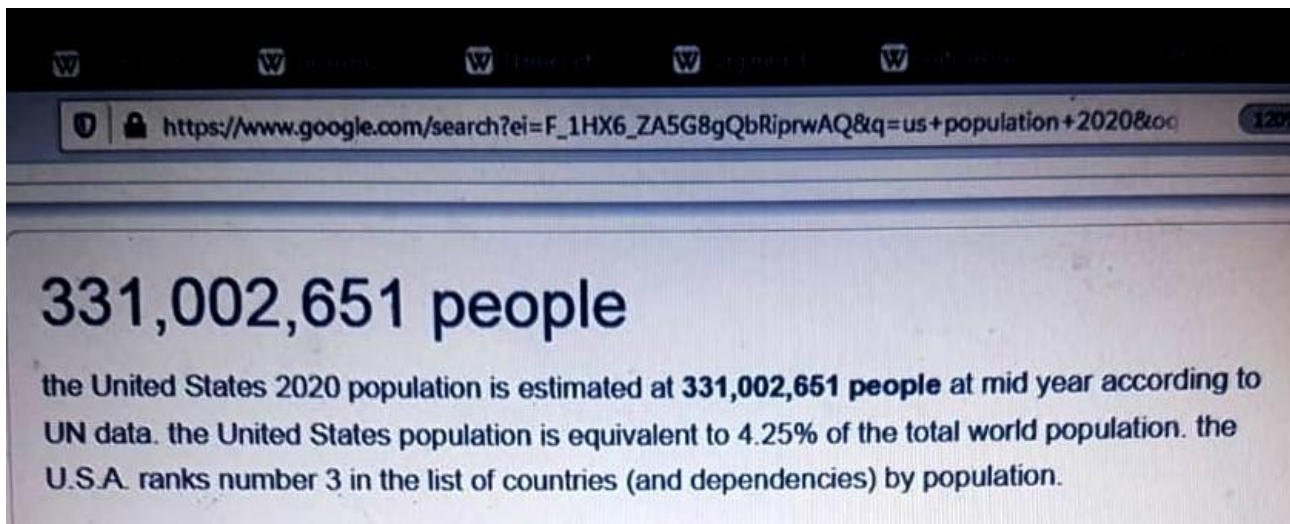 https://www.google.com/search?ei=F_1HX6_ZA5G8gQbRiprwAQ&q=us+population+2020&oq 120%
331,002,651 people
the United States 2020 population is estimated at 331,002,651 people at mid year according to
UN data. the United States population is equivalent to 4.25% of the total world population. the
U.S.A. ranks number 3 in the list of countries (and dependencies) by population.